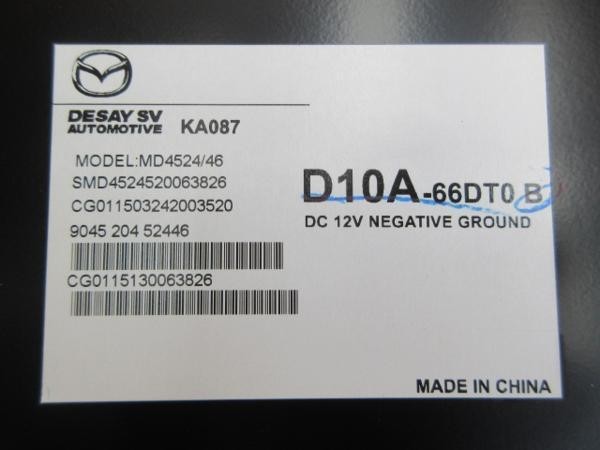 DESAY SV
AUTOMOTIVE KA087
MODEL:MD4524/46
SMD4524520063826
CG011503242003520
9045 204 52446
CG0115130063826
D10A-66DT0 B
DC 12V NEGATIVE GROUND
MADE IN CHINA